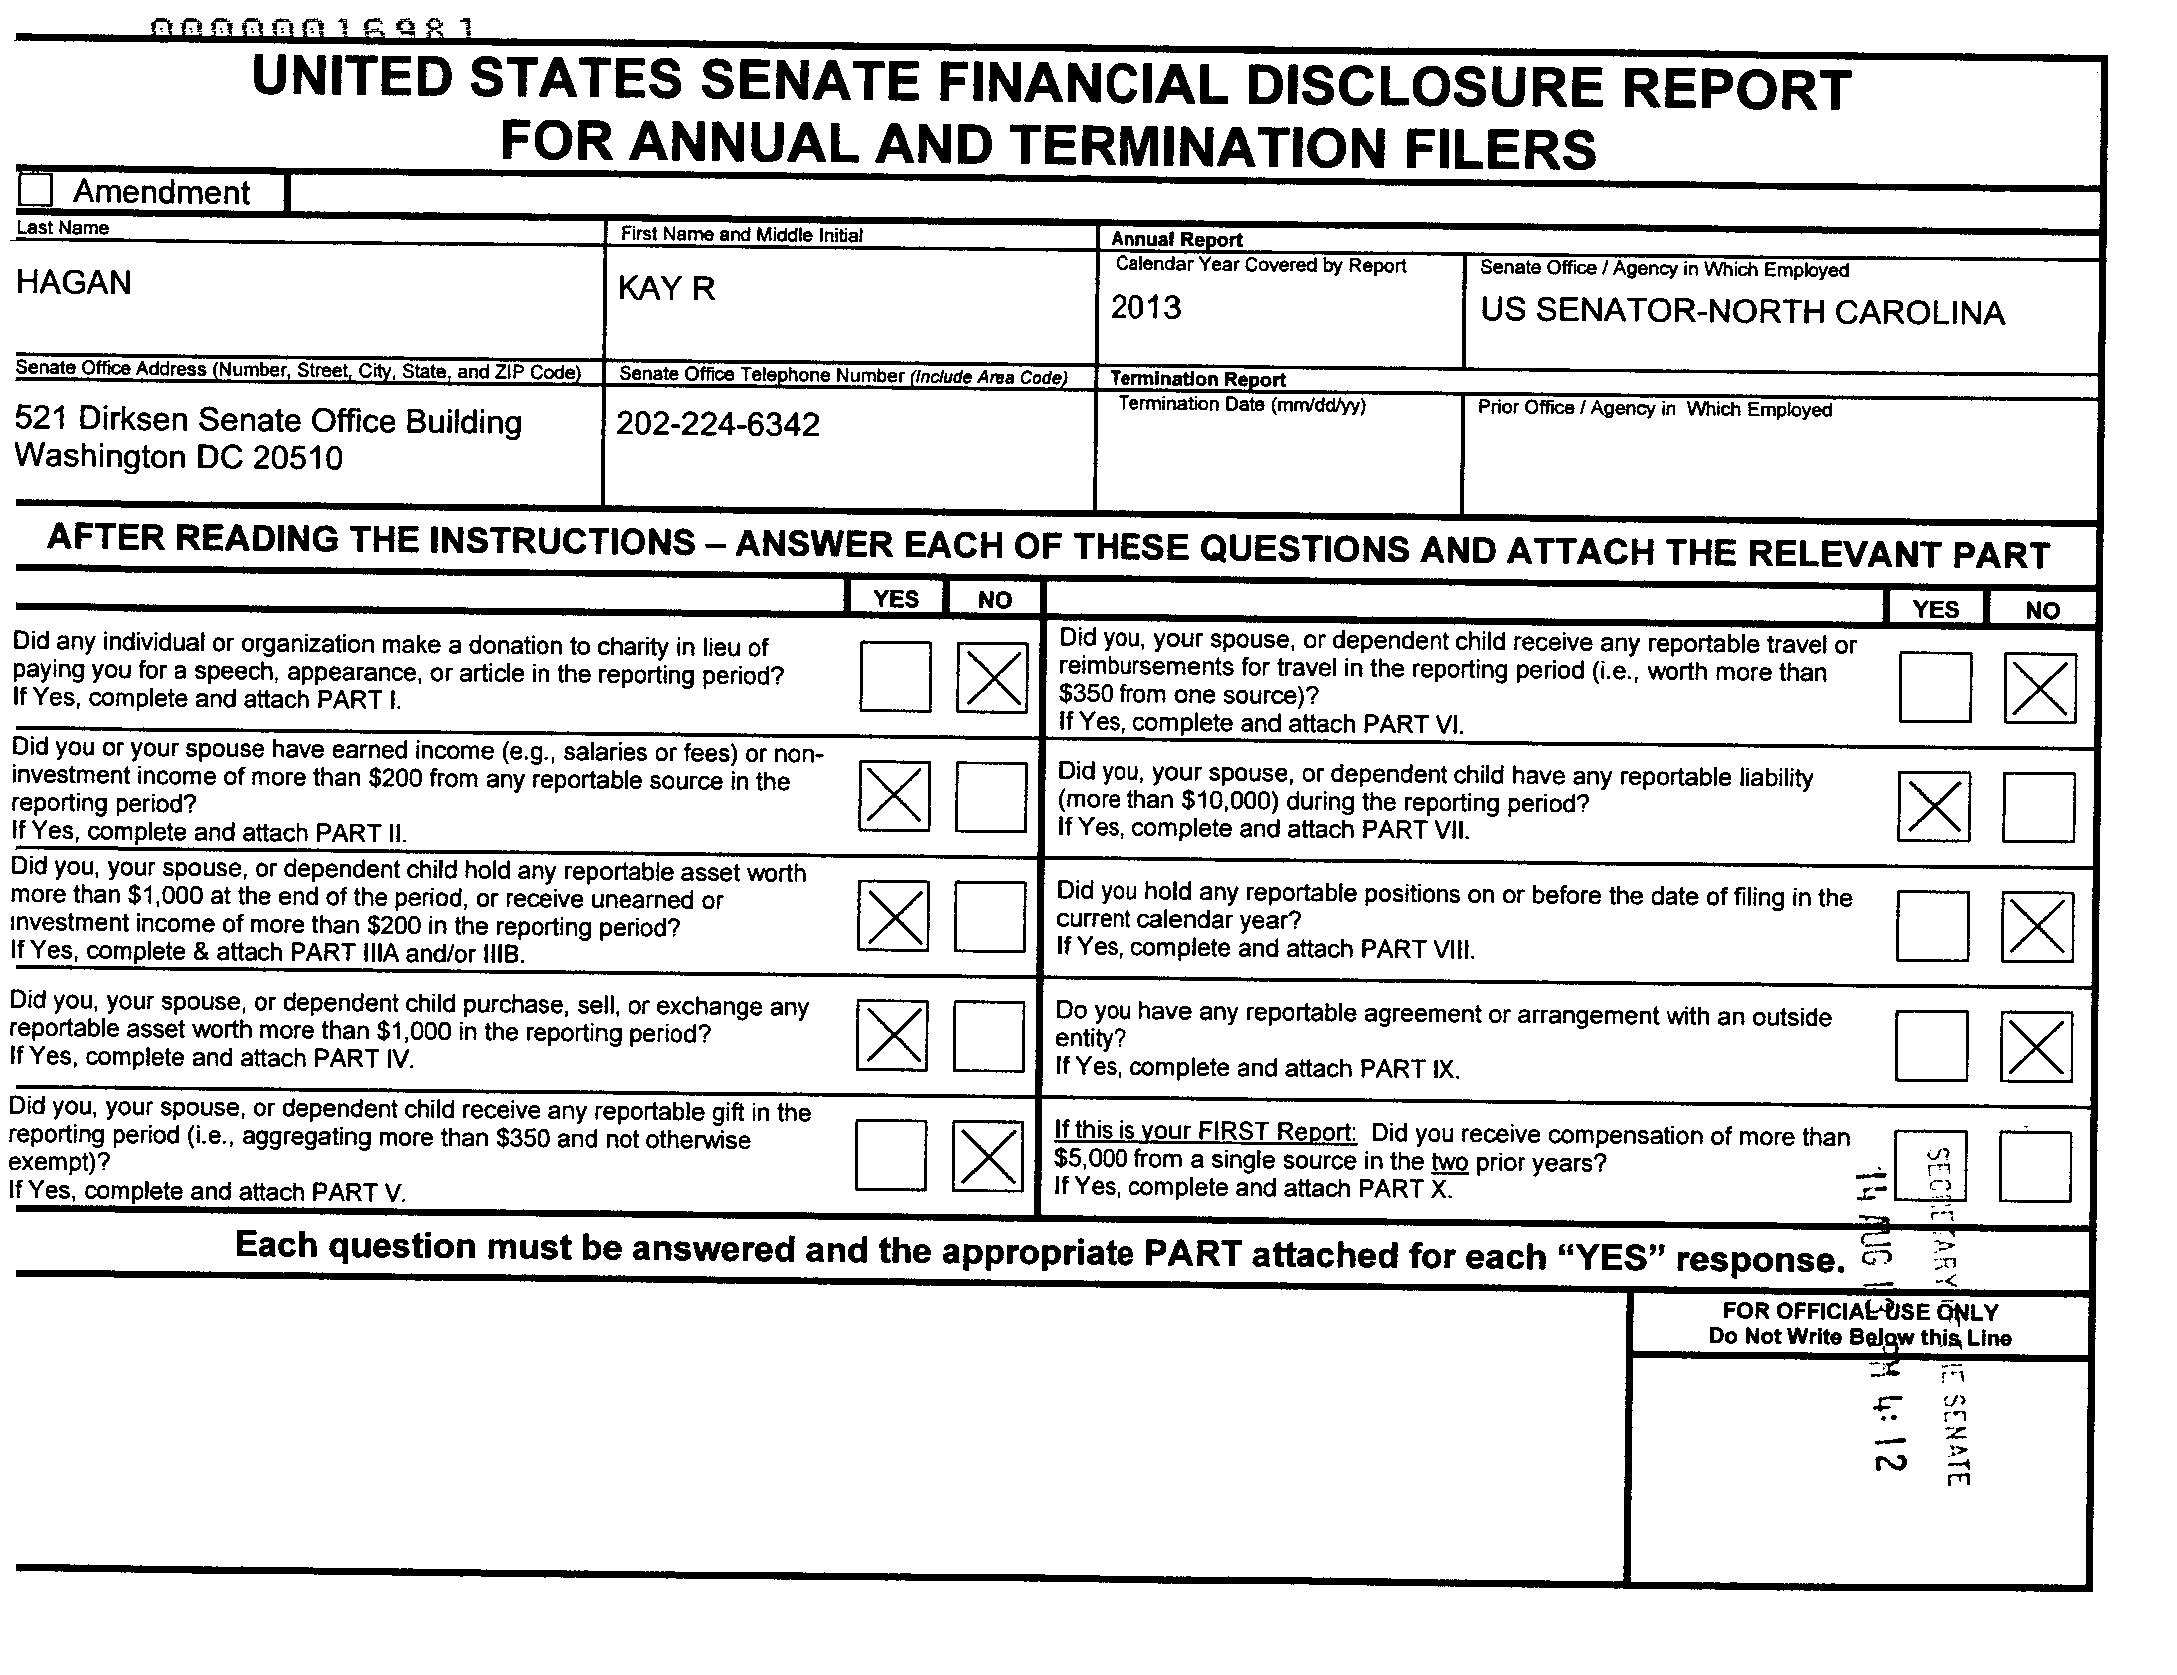 00000016981
UNITED STATES SENATE FINANCIAL DISCLOSURE REPORT
FOR ANNUAL AND TERMINATION FILERS
Amendment
Last Name
HAGAN
First Name and Middle Initial
KAY R
Annual Report
Calendar Year Covered by Report
2013
Senate Office / Agency in Which Employed
US SENATOR-NORTH CAROLINA
Senate Office Address (Number, Street, City, State, and ZIP Code)
521 Dirksen Senate Office Building
Washington DC 20510
Senate Office Telephone Number (Include Area Code)
202-224-6342
Termination Report
Termination Date (mm/dd/yy)
Prior Office / Agency in Which Employed
AFTER READING THE INSTRUCTIONS – ANSWER EACH OF THESE QUESTIONS AND ATTACH THE RELEVANT PART
YES NO
Did any individual or organization make a donation to charity in lieu of
paying you for a speech, appearance, or article in the reporting period?
If Yes, complete and attach PART I.
Did you or your spouse have earned income (e.g., salaries or fees) or non-
investment income of more than $200 from any reportable source in the
reporting period?
If Yes, complete and attach PART II.
Did you, your spouse, or dependent child hold any reportable asset worth
more than $1,000 at the end of the period, or receive unearned or
investment income of more than $200 in the reporting period?
If Yes, complete & attach PART IIIA and/or IIIB.
Did you, your spouse, or dependent child purchase, sell, or exchange any
reportable asset worth more than $1,000 in the reporting period?
If Yes, complete and attach PART IV.
Did you, your spouse, or dependent child receive any reportable gift in the
reporting period (i.e., aggregating more than $350 and not otherwise
exempt)?
If Yes, complete and attach PART V.
YES NO
Did you, your spouse, or dependent child receive any reportable travel or
reimbursements for travel in the reporting period (i.e., worth more than
$350 from one source)?
If Yes, complete and attach PART VI.
Did you, your spouse, or dependent child have any reportable liability
(more than $10,000) during the reporting period?
If Yes, complete and attach PART VII.
Did you hold any reportable positions on or before the date of filing in the
current calendar year?
If Yes, complete and attach PART VIII.
Do you have any reportable agreement or arrangement with an outside
entity?
If Yes, complete and attach PART IX.
If this is your FIRST Report: Did you receive compensation of more than
$5,000 from a single source in the two prior years?
If Yes, complete and attach PART X.
Each question must be answered and the appropriate PART attached for each “YES” response.
FOR OFFICIAL USE ONLY
Do Not Write Below this Line
SECRETARY OF THE SENATE
14 AUG PM 4:12